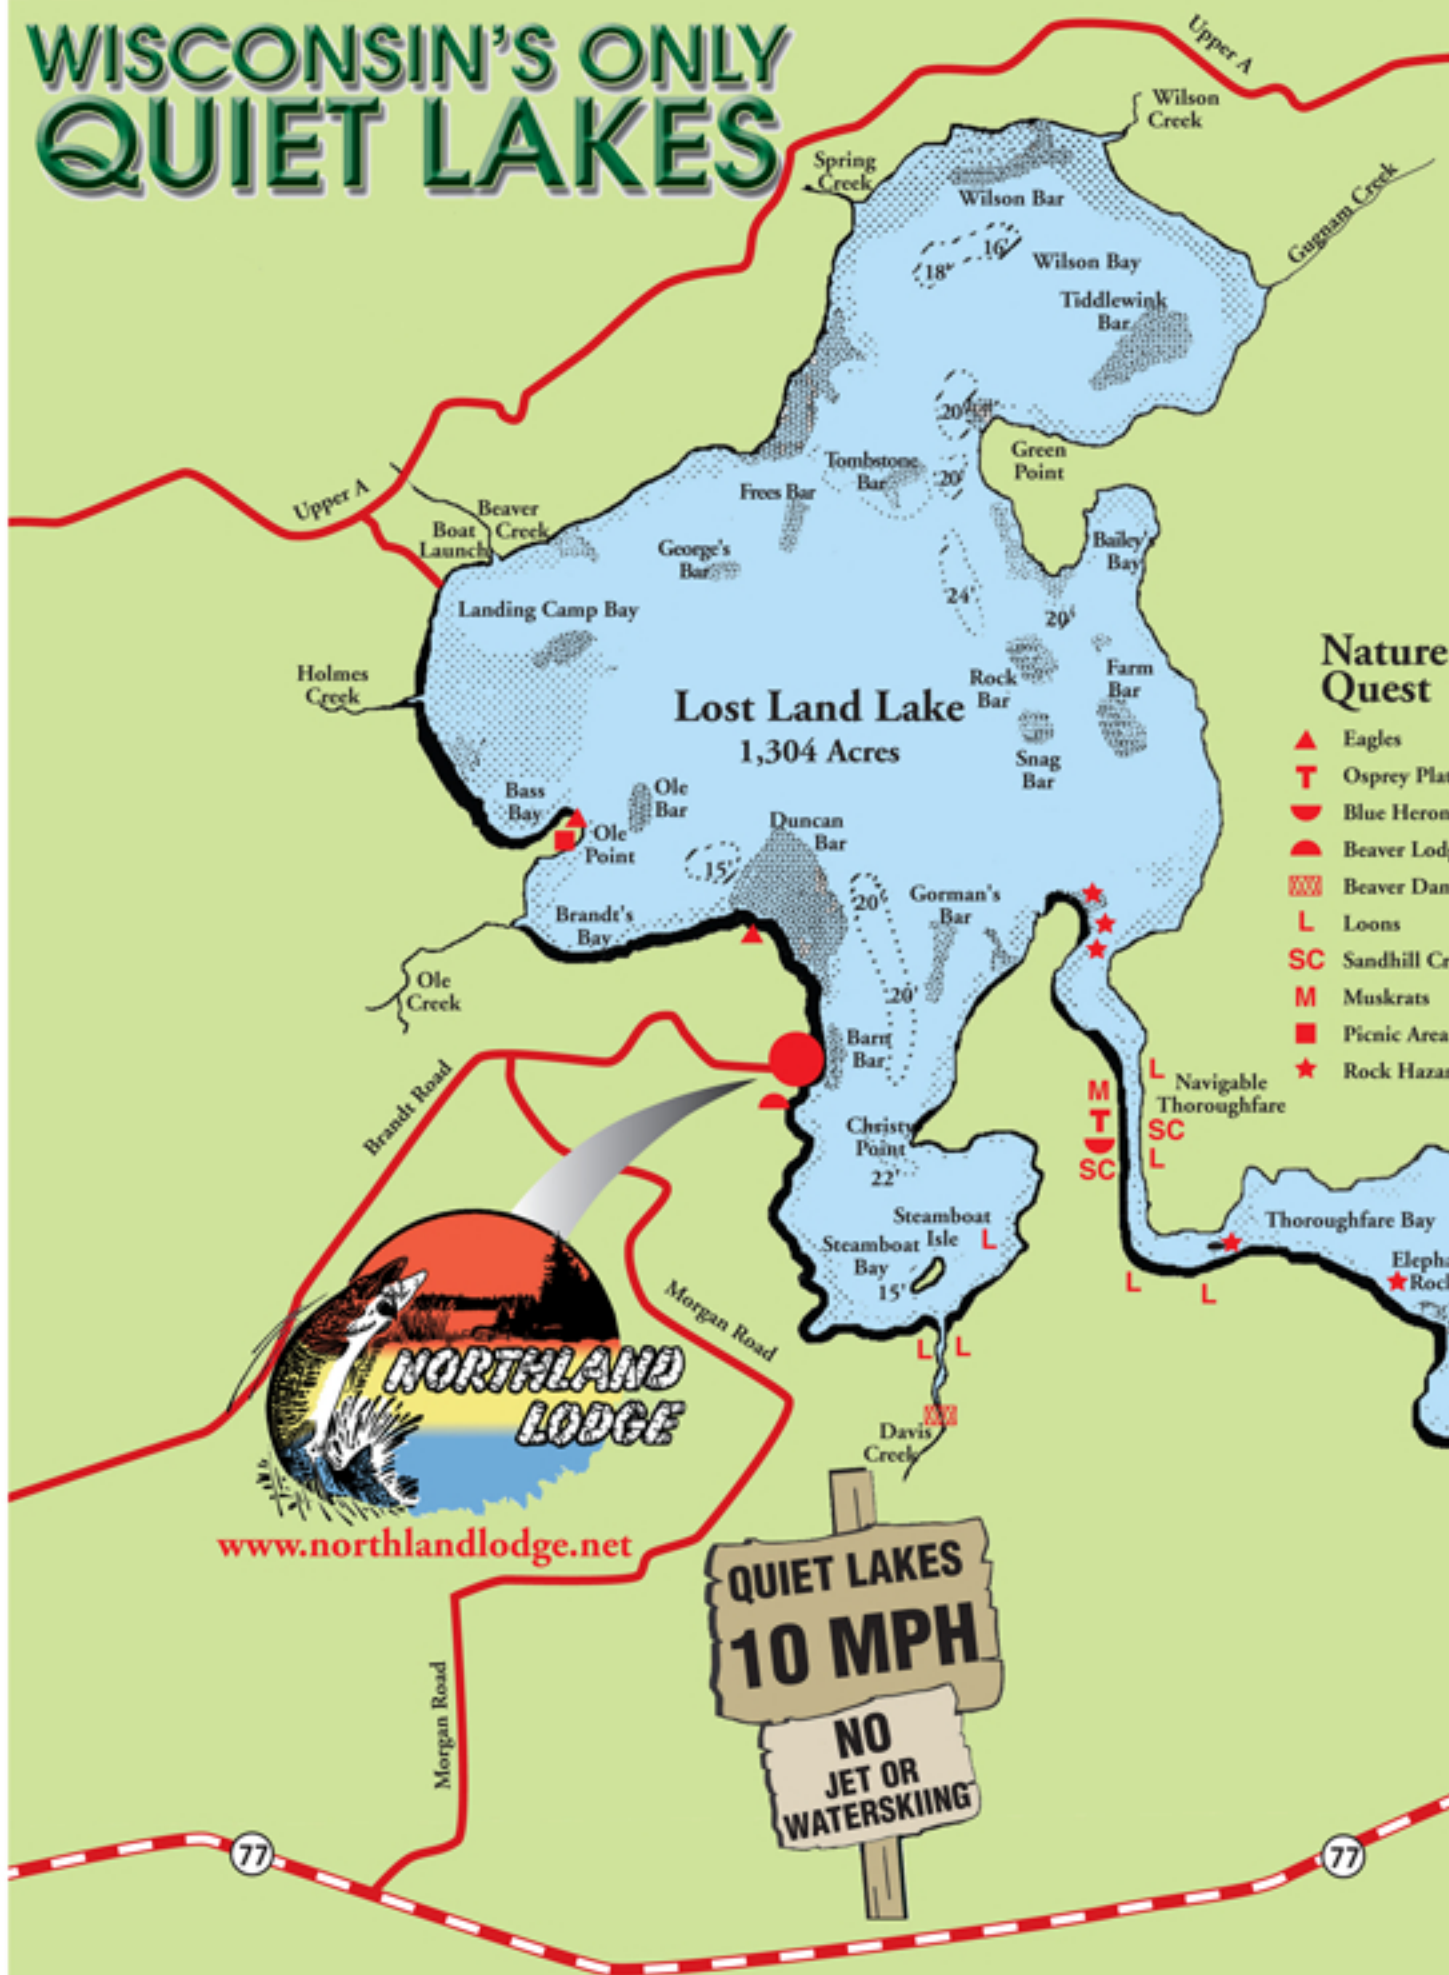 WISCONSIN'S ONLY
QUIET LAKES
Upper A
Wilson
Creek
Spring
Creek
Gugnam Creek
Wilson Bar
16'
18'
Wilson Bay
Tiddlewink
Bar
20'
Green
Point
Tombstone
Bar
20'
Frees Bar
Upper A
Beaver
Creek
Boat
Launch
George's
Bar
Bailey's
Bay
24'
20'
Landing Camp Bay
Holmes
Creek
Rock
Bar
Farm
Bar
Lost Land Lake
1,304 Acres
Snag
Bar
Bass
Bay
Ole
Bar
Ole
Point
Duncan
Bar
15'
20'
Gorman's
Bar
Brandt's
Bay
Ole
Creek
20'
Barn
Bar
Nature
Quest
Eagles
T Osprey
Blue Heron
Beaver
Beaver
L Loons
SC Sandhill
M Muskrats
Picnic Area
Rock
Brandt Road
L
Navigable
Thoroughfare
M
T
SC
SC
L
Christy
Point
22'
Steamboat
Isle
L
Steamboat
Bay
15'
Thoroughfare Bay
L
L
L
L
Morgan Road
NORTHLAND
LODGE
Davis
Creek
www.northlandlodge.net
QUIET LAKES
10 MPH
NO
JET OR
WATERSKIING
Morgan Road
77
77